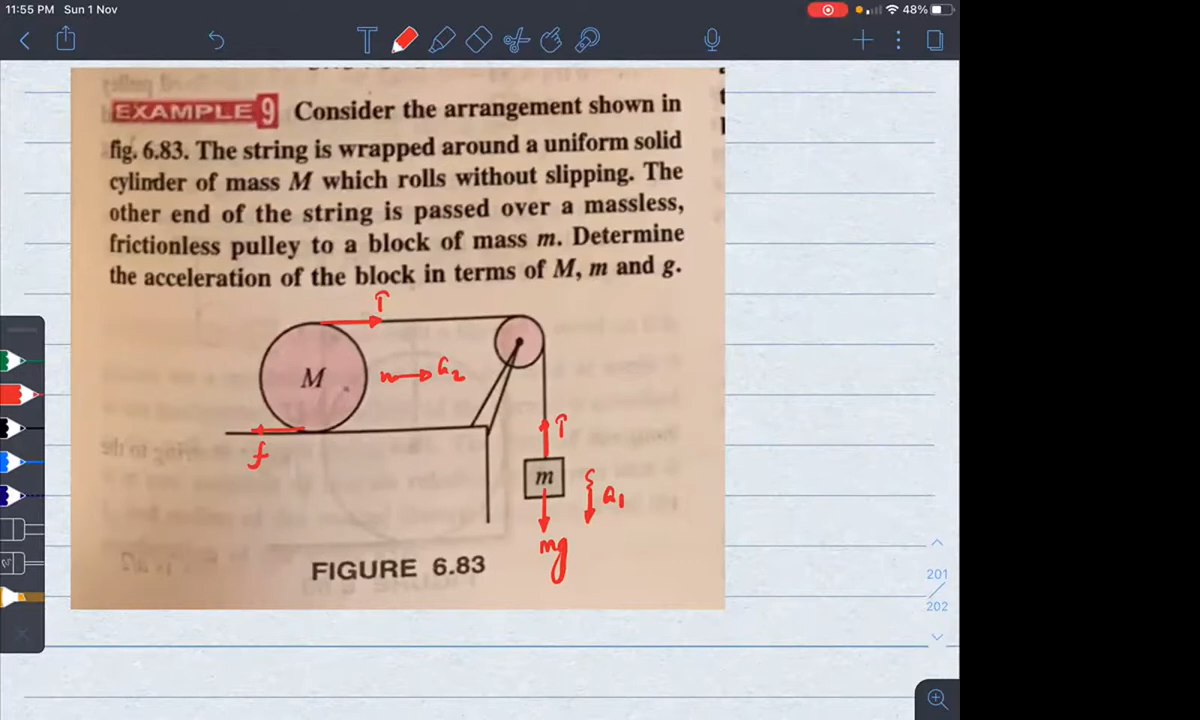 11:55 PM Sun 1 Nov
48%
EXAMPLE 9 Consider the arrangement shown in
fig. 6.83. The string is wrapped around a uniform solid
cylinder of mass M which rolls without slipping. The
other end of the string is passed over a massless,
frictionless pulley to a block of mass m. Determine
the acceleration of the block in terms of M, m and g.
T
M
a₂
f
T
m
a₁
mg
FIGURE 6.83
201
202